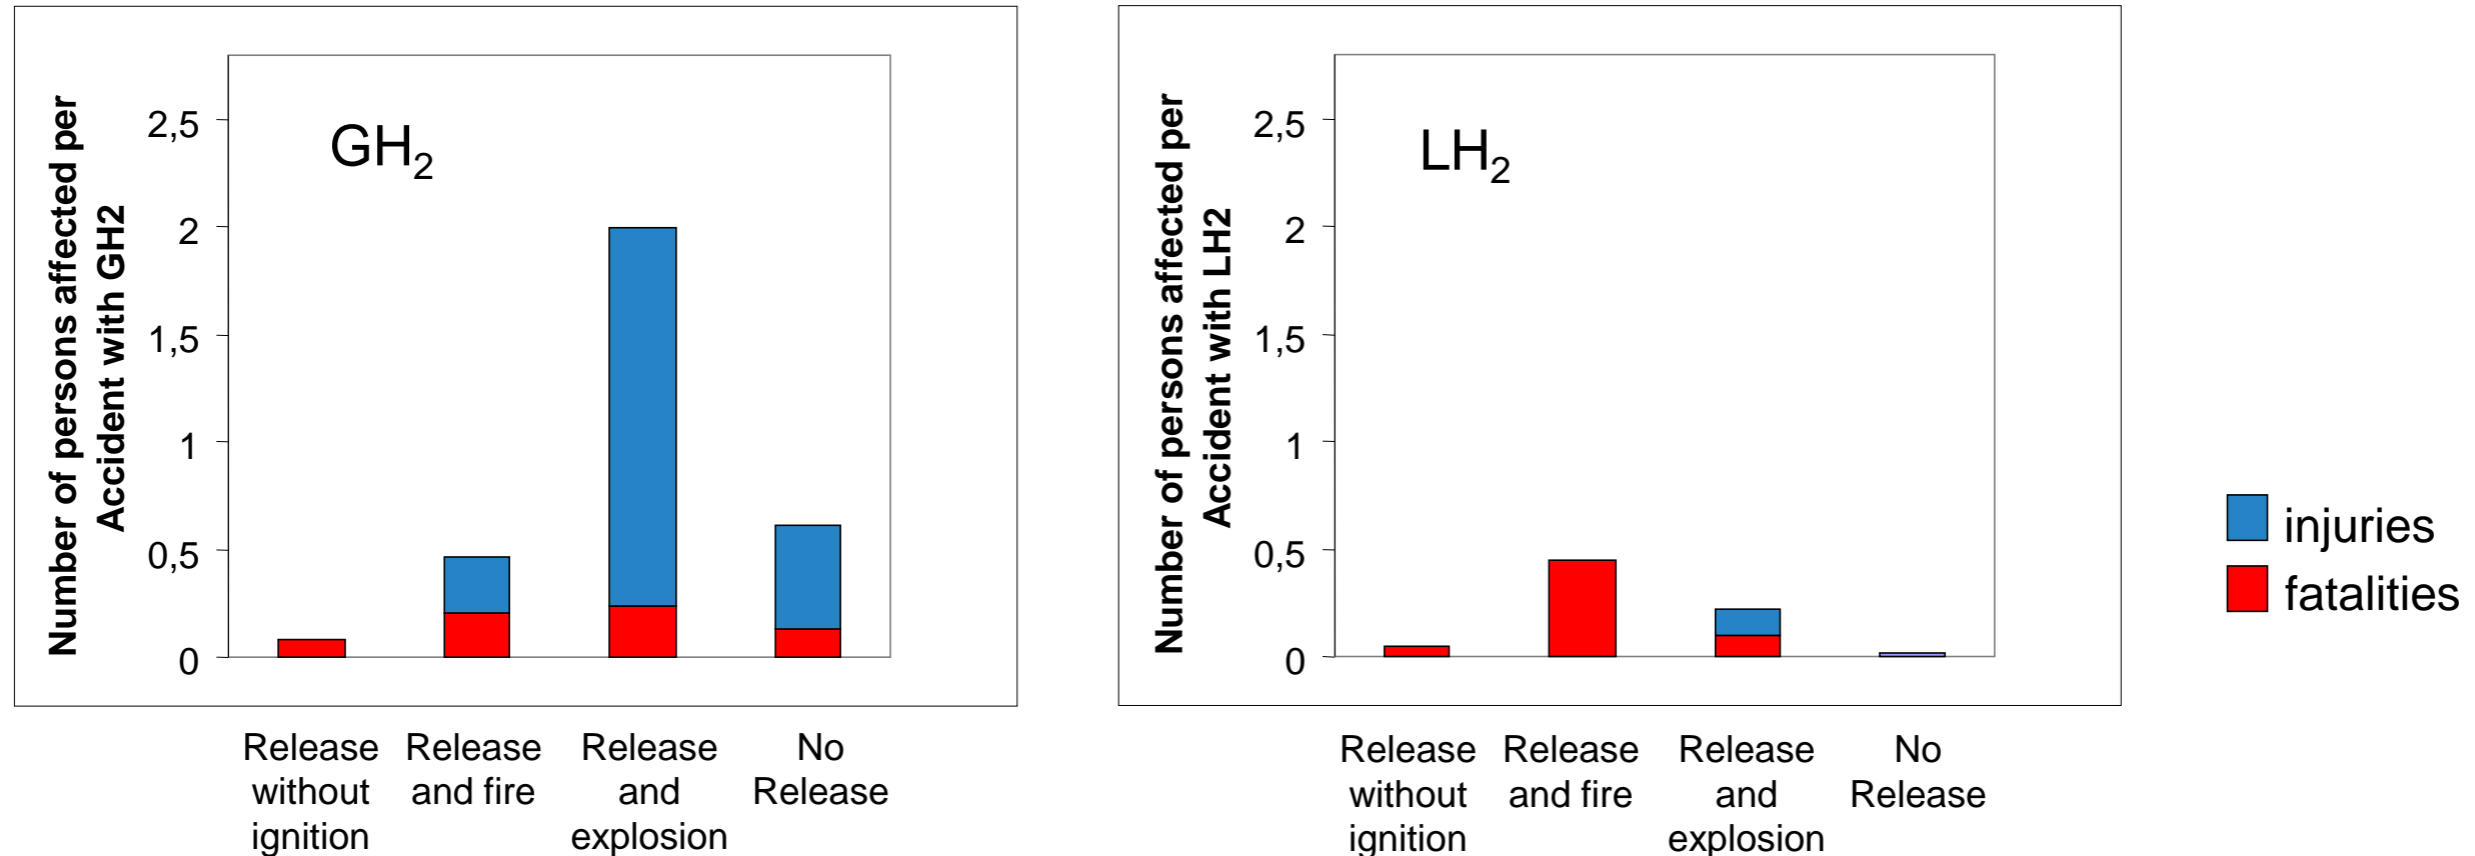 Number of persons affected per
Accident with GH2
2,5
2
1,5
1
0,5
0
GH2
Release without ignition
Release and fire
Release and explosion
No Release
Number of persons affected per
Accident with LH2
2,5
2
1,5
1
0,5
0
LH2
Release without ignition
Release and fire
Release and explosion
No Release
injuries
fatalities